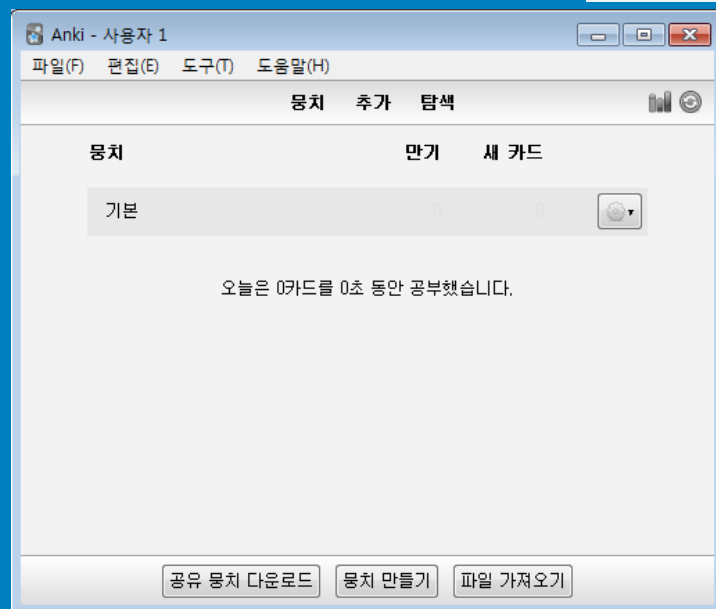 Anki - 사용자 1
파일(F) 편집(E) 도구(T) 도움말(H)
뭉치 추가 탐색
뭉치 만기 새 카드
기본 0 0
오늘은 0카드를 0초 동안 공부했습니다.
공유 뭉치 다운로드 뭉치 만들기 파일 가져오기